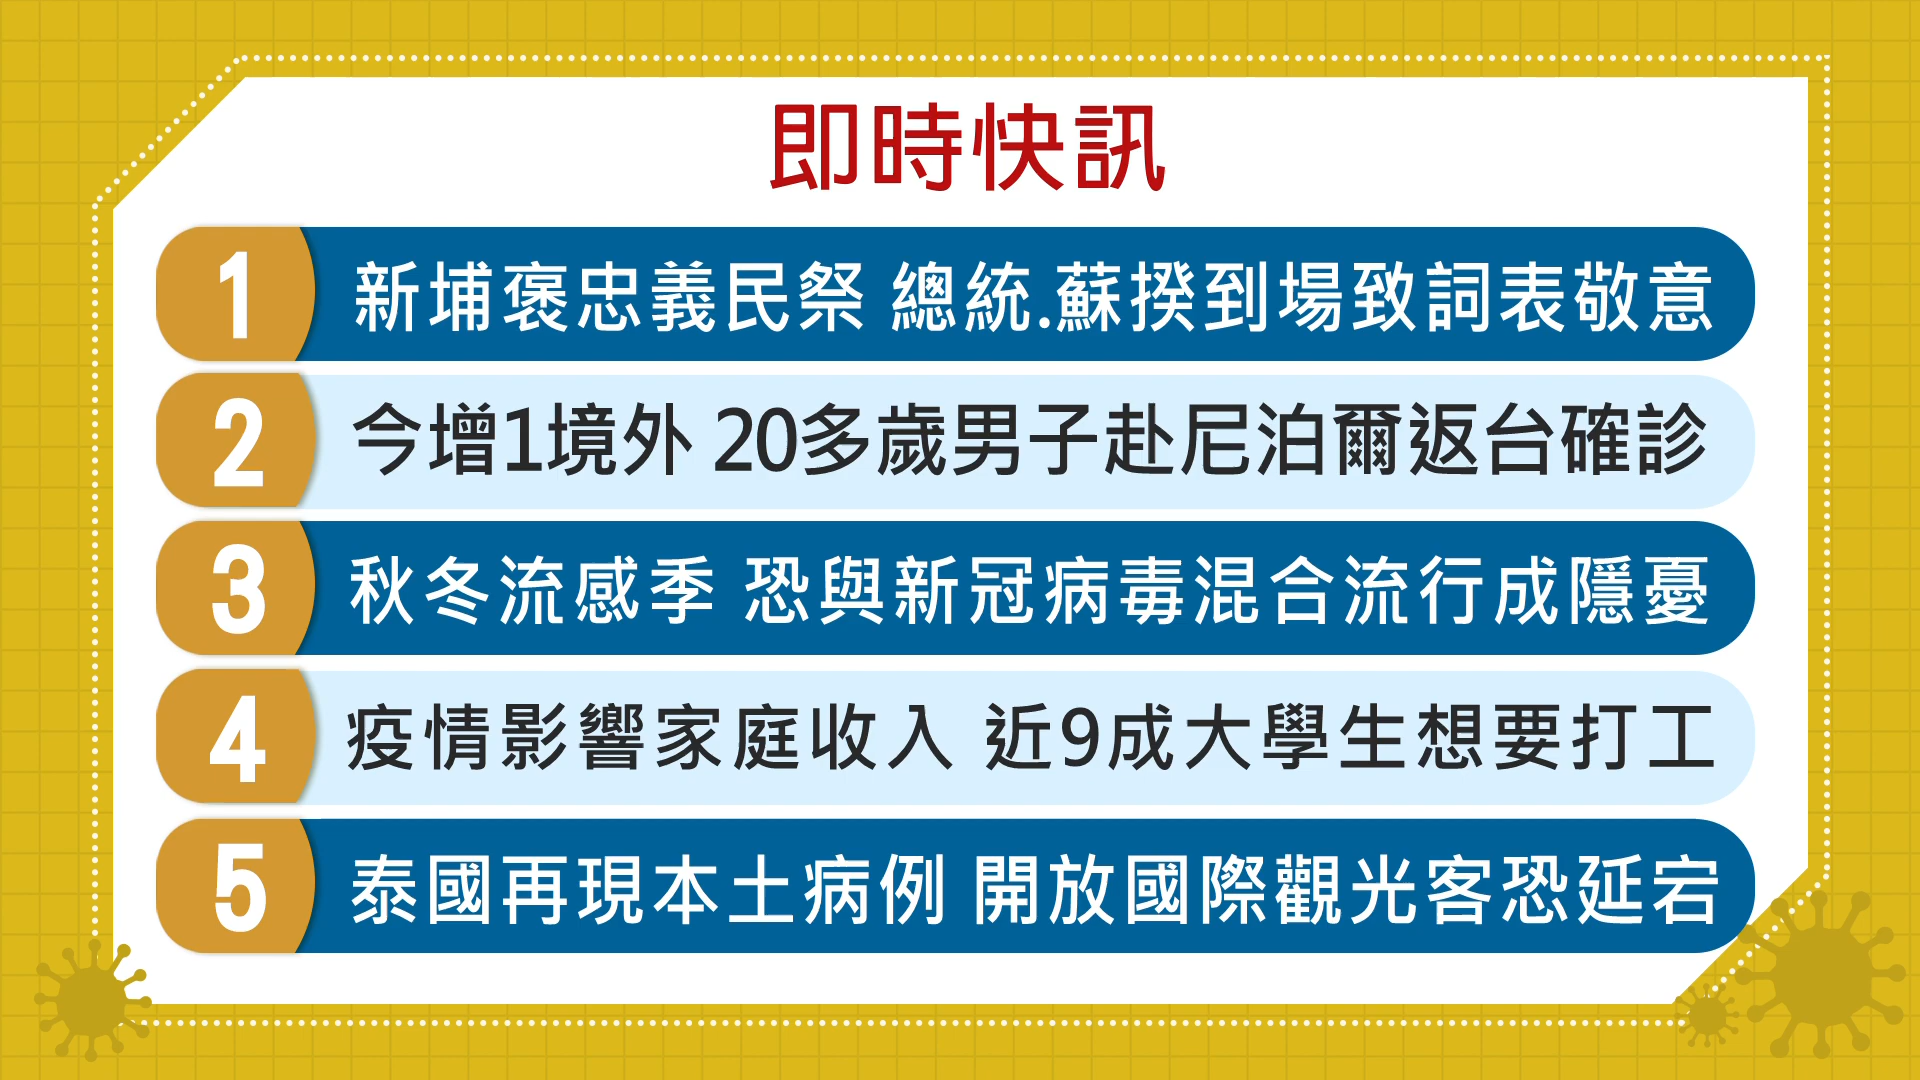 即時快訊
1 新埔褒忠義民祭 總統.蘇揆到場致詞表敬意
2 今增1境外 20多歲男子赴尼泊爾返台確診
3 秋冬流感季 恐與新冠病毒混合流行成隱憂
4 疫情影響家庭收入 近9成大學生想要打工
5 泰國再現本土病例 開放國際觀光客恐延宕